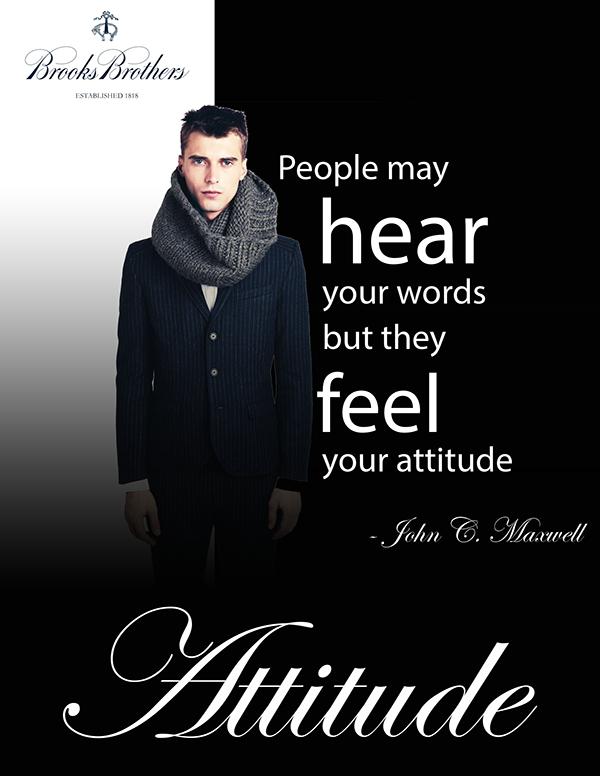 Brooks Brothers
ESTABLISHED 1818
People may
hear
your words
but they
feel
your attitude
- John C. Maxwell
Attitude